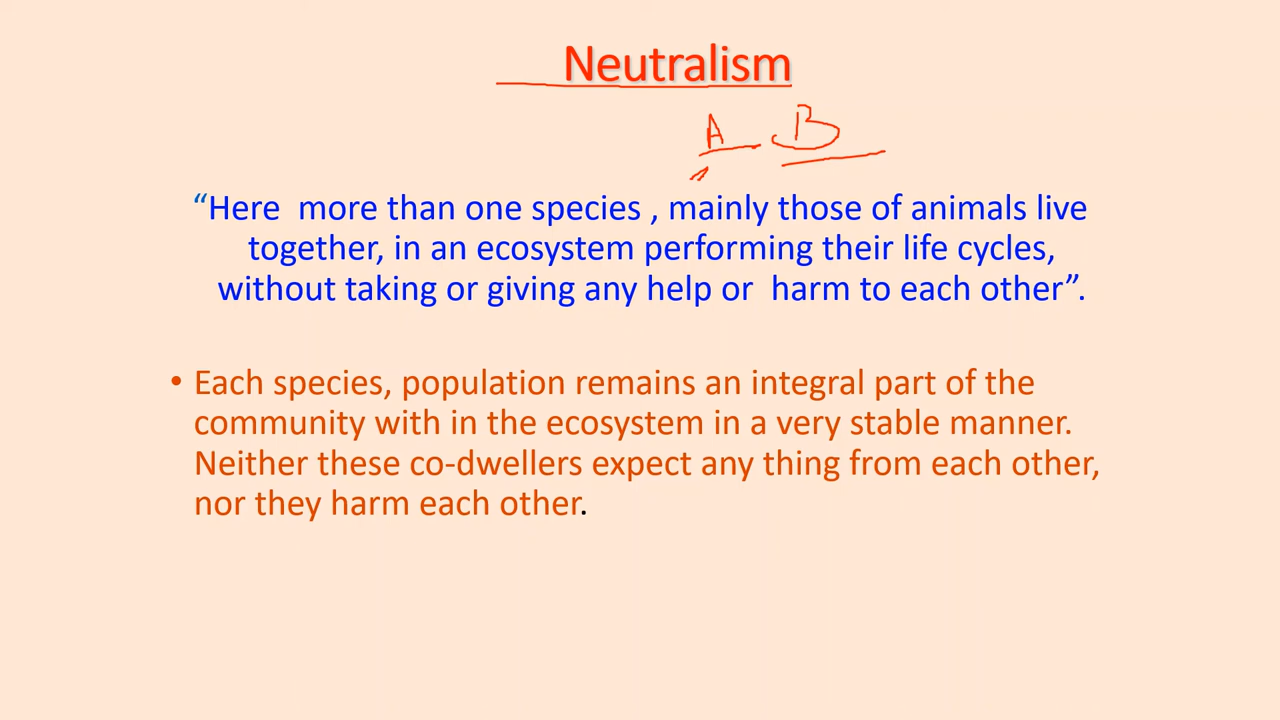 Neutralism
A B
“Here more than one species , mainly those of animals live
together, in an ecosystem performing their life cycles,
without taking or giving any help or harm to each other”.
• Each species, population remains an integral part of the
community with in the ecosystem in a very stable manner.
Neither these co-dwellers expect any thing from each other,
nor they harm each other.